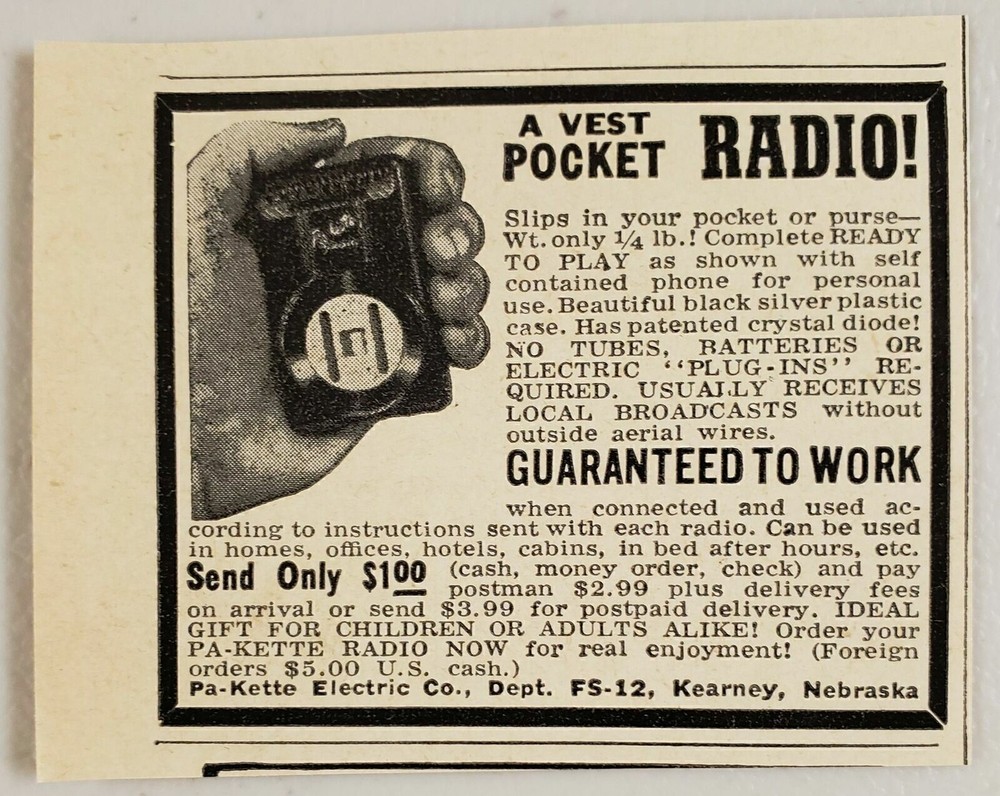 A VEST
POCKET RADIO!
Slips in your pocket or purse—
Wt. only ¼ lb.! Complete READY
TO PLAY as shown with self
contained phone for personal
use. Beautiful black silver plastic
case. Has patented crystal diode!
NO TUBES, BATTERIES OR
ELECTRIC “PLUG-INS” RE-
QUIRED. USUALLY RECEIVES
LOCAL BROADCASTS without
outside aerial wires.
GUARANTEED TO WORK
when connected and used ac-
cording to instructions sent with each radio. Can be used
in homes, offices, hotels, cabins, in bed after hours, etc.
Send Only $100 (cash, money order, check) and pay
postman $2.99 plus delivery fees
on arrival or send $3.99 for postpaid delivery. IDEAL
GIFT FOR CHILDREN OR ADULTS ALIKE! Order your
PA-KETTE RADIO NOW for real enjoyment! (Foreign
orders $5.00 U.S. cash.)
Pa-Kette Electric Co., Dept. FS-12, Kearney, Nebraska